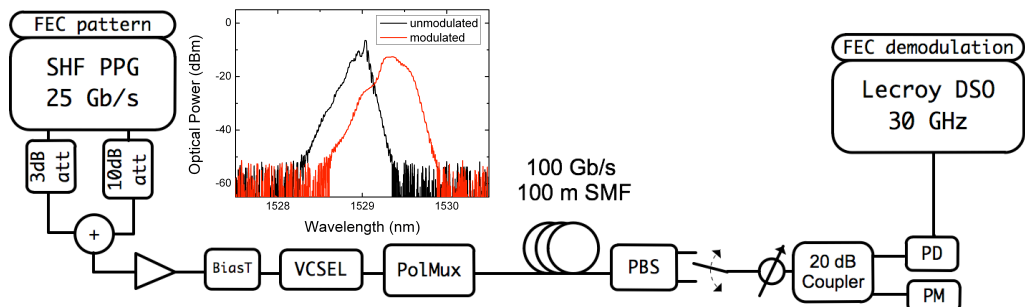 FEC pattern
SHF PPG
25 Gb/s
3dB
att
10dB
att
+
BiasT
VCSEL
PolMux
Optical Power (dBm)
0
-20
-40
-60
unmodulated
modulated
1528
1529
1530
Wavelength (nm)
100 Gb/s
100 m SMF
PBS
20 dB
Coupler
PD
PM
FEC demodulation
Lecroy DSO
30 GHz